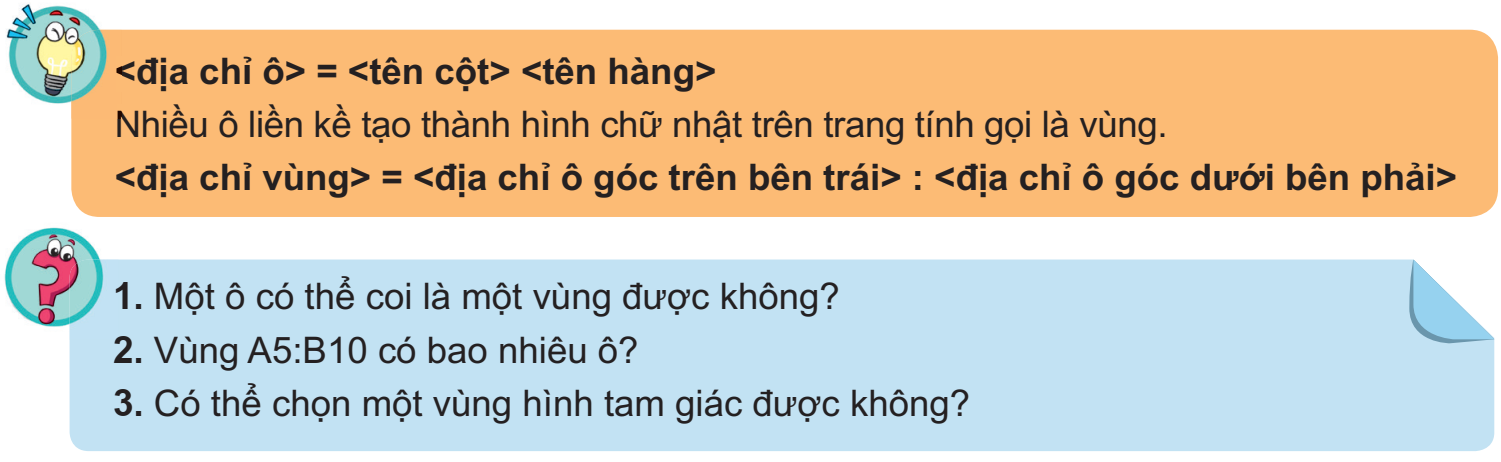 <địa chỉ ô> = <tên cột> <tên hàng>
Nhiều ô liền kề tạo thành hình chữ nhật trên trang tính gọi là vùng.
<địa chỉ vùng> = <địa chỉ ô góc trên bên trái> : <địa chỉ ô góc dưới bên phải>
1. Một ô có thể coi là một vùng được không?
2. Vùng A5:B10 có bao nhiêu ô?
3. Có thể chọn một vùng hình tam giác được không?